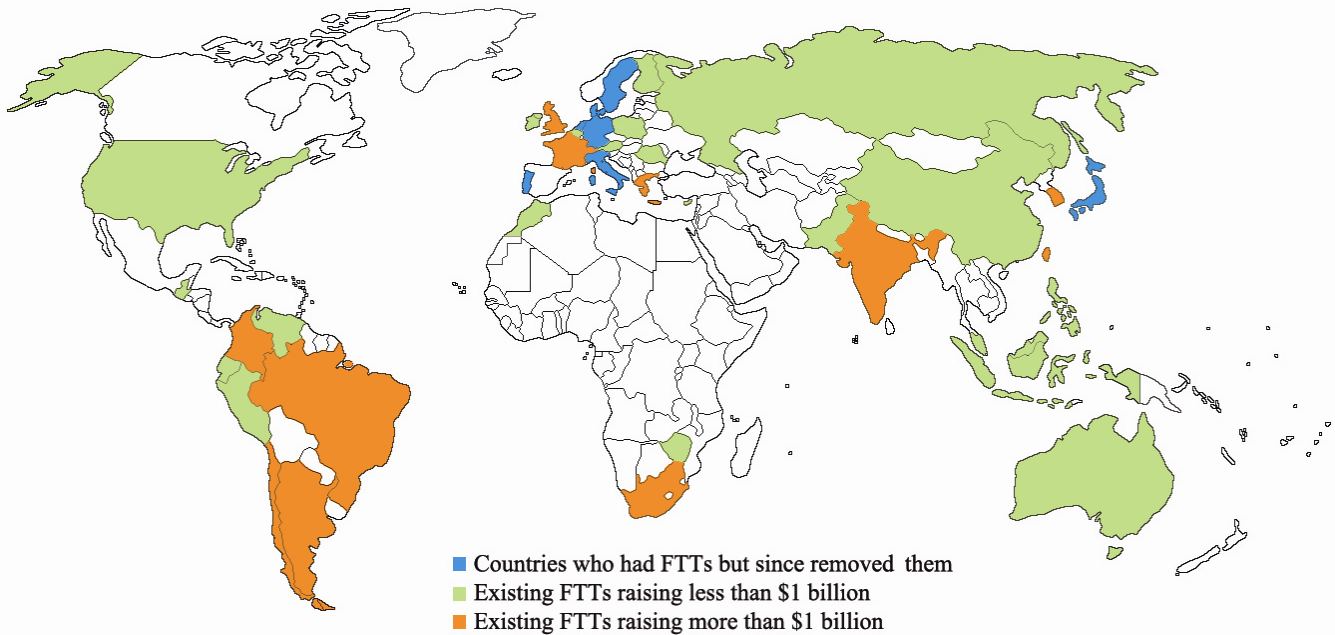 Countries who had FTTs but since removed them
Existing FTTs raising less than $1 billion
Existing FTTs raising more than $1 billion